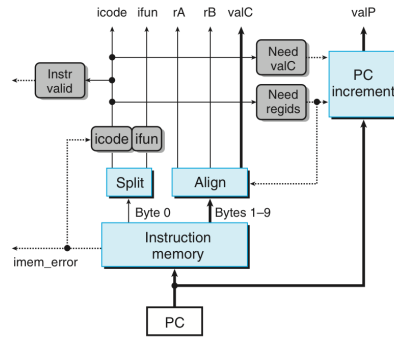 icode ifun rA rB valC valP
Need valC
Instr valid
PC increment
Need regids
icode ifun
Split Align
Byte 0 Bytes 1–9
Instruction memory
imem_error
PC